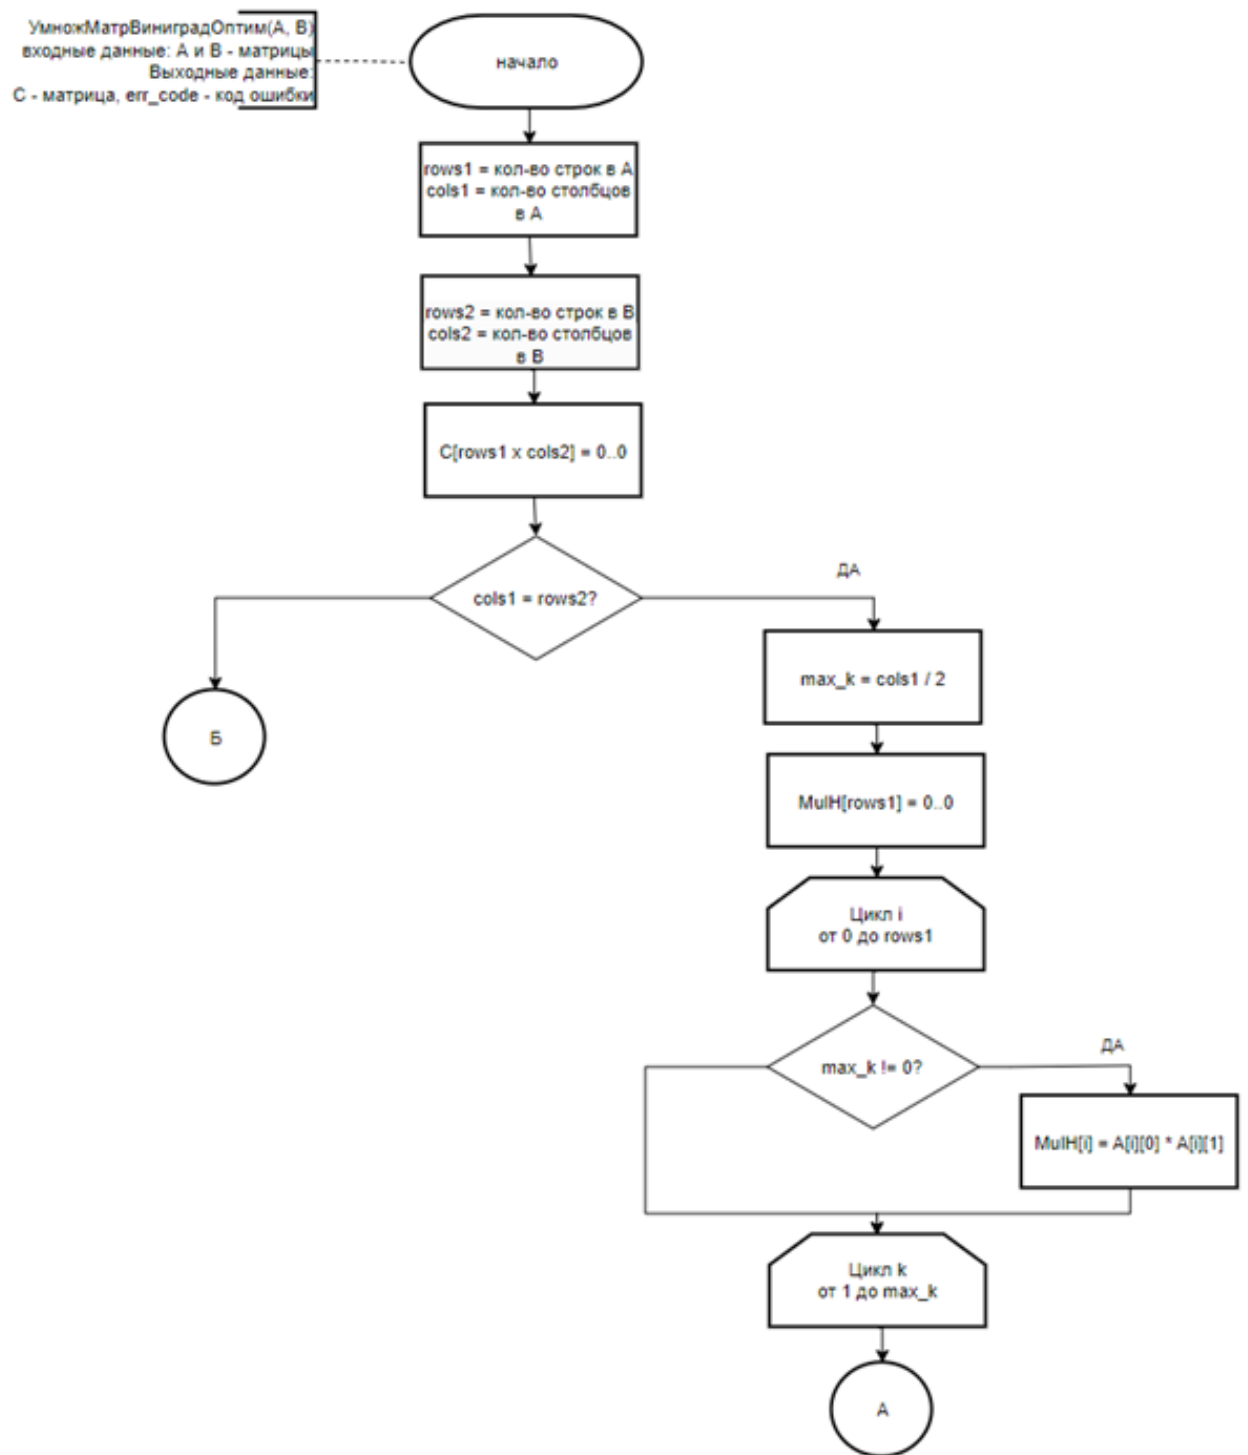 УмножМатрВиниградОптим(А, В)
входные данные: А и В - матрицы
Выходные данные:
С - матрица, err_code - код ошибки
начало
rows1 = кол-во строк в А
cols1 = кол-во столбцов
в А
rows2 = кол-во строк в В
cols2 = кол-во столбцов
в В
C[rows1 x cols2] = 0..0
cols1 = rows2?
ДА
Б
max_k = cols1 / 2
MulH[rows1] = 0..0
Цикл i
от 0 до rows1
max_k != 0?
ДА
MulH[i] = A[i][0] * A[i][1]
Цикл k
от 1 до max_k
А